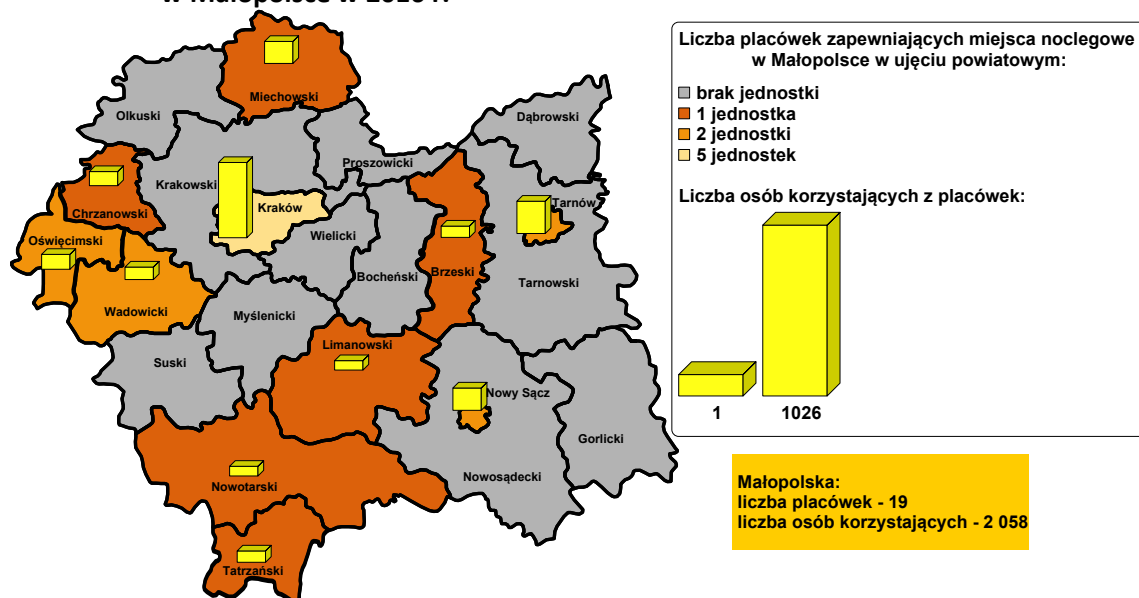 w Małopolsce w 2010 r.
Liczba placówek zapewniających miejsca noclegowe
w Małopolsce w ujęciu powiatowym:
brak jednostki
1 jednostka
2 jednostki
5 jednostek
Liczba osób korzystających z placówek:
1
1026
Małopolska:
liczba placówek - 19
liczba osób korzystających - 2 058
Miechowski
Olkuski
Dąbrowski
Proszowicki
Krakowski
Chrzanowski
Kraków
Tarnów
Oświęcimski
Wielicki
Bocheński
Brzeski
Tarnowski
Wadowicki
Myślenicki
Limanowski
Suski
Nowy Sącz
Gorlicki
Nowosądecki
Nowotarski
Tatrzański